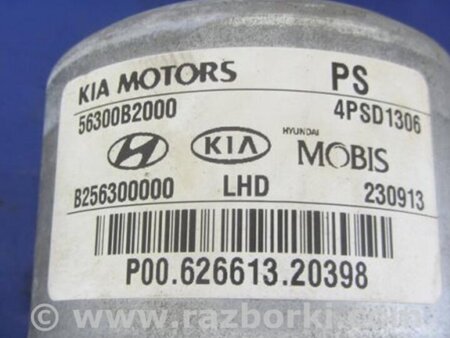 KIA MOTORS PS
56300B2000 4PSD1306
KIA HYUNDAI MOBIS
B256300000 LHD 230913
P00.626613.20398
© www.razborki.com